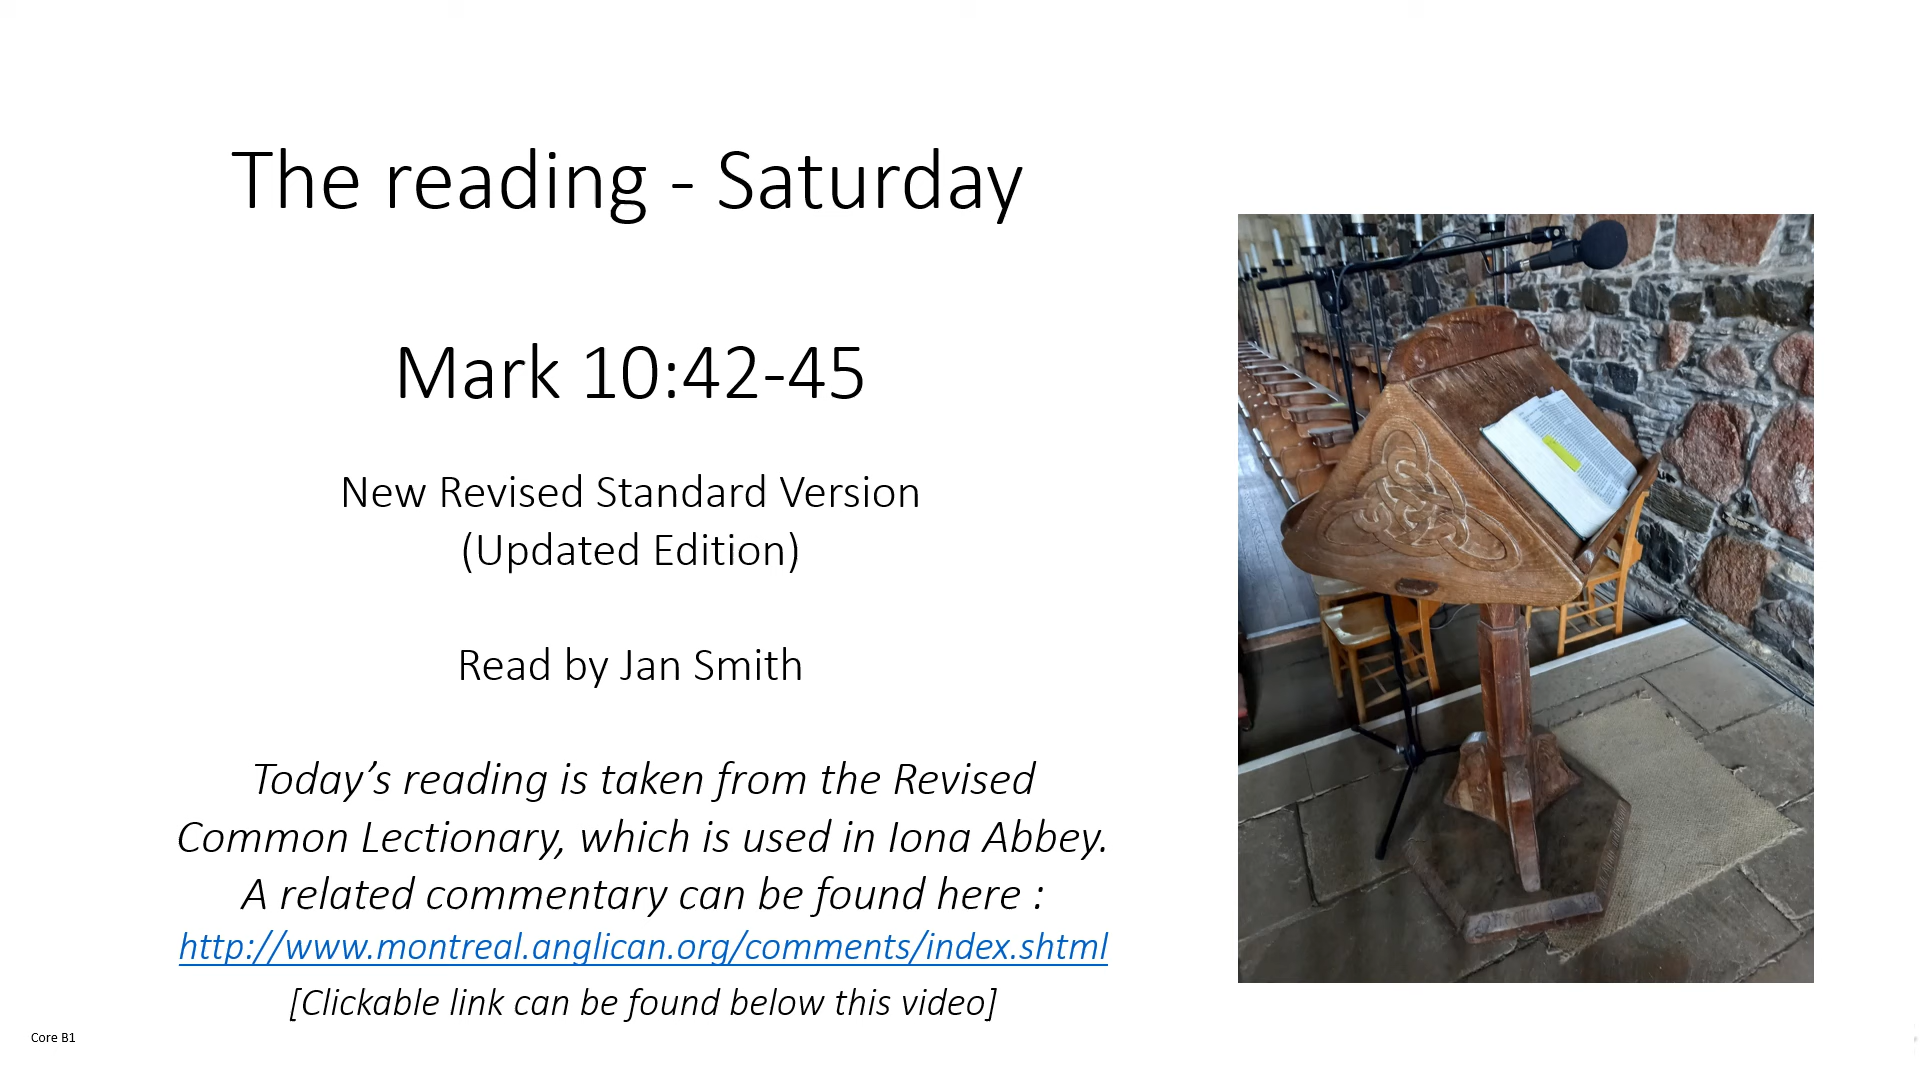 The reading - Saturday
Mark 10:42-45
New Revised Standard Version
(Updated Edition)
Read by Jan Smith
Today’s reading is taken from the Revised
Common Lectionary, which is used in Iona Abbey.
A related commentary can be found here :
http://www.montreal.anglican.org/comments/index.shtml
[Clickable link can be found below this video]
Core B1